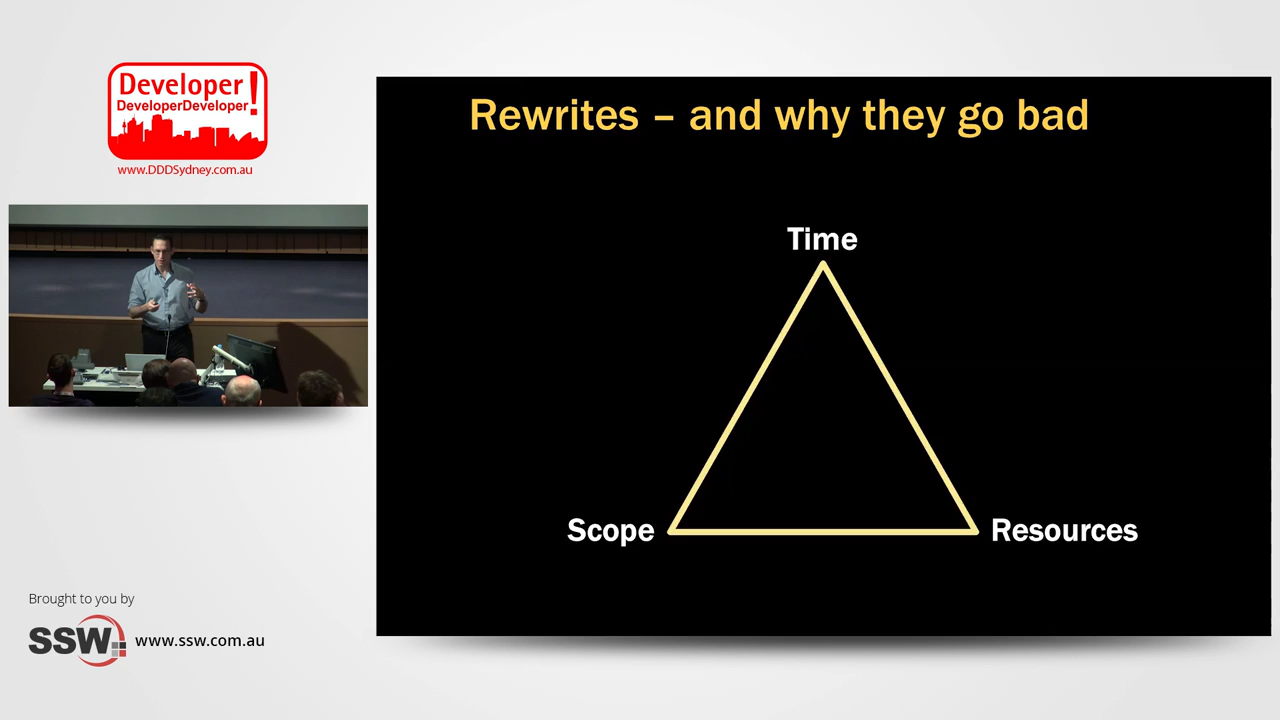 Developer!
DeveloperDeveloper
www.DDDSydney.com.au
Rewrites – and why they go bad
Time
Scope
Resources
Brought to you by
SSW
www.ssw.com.au